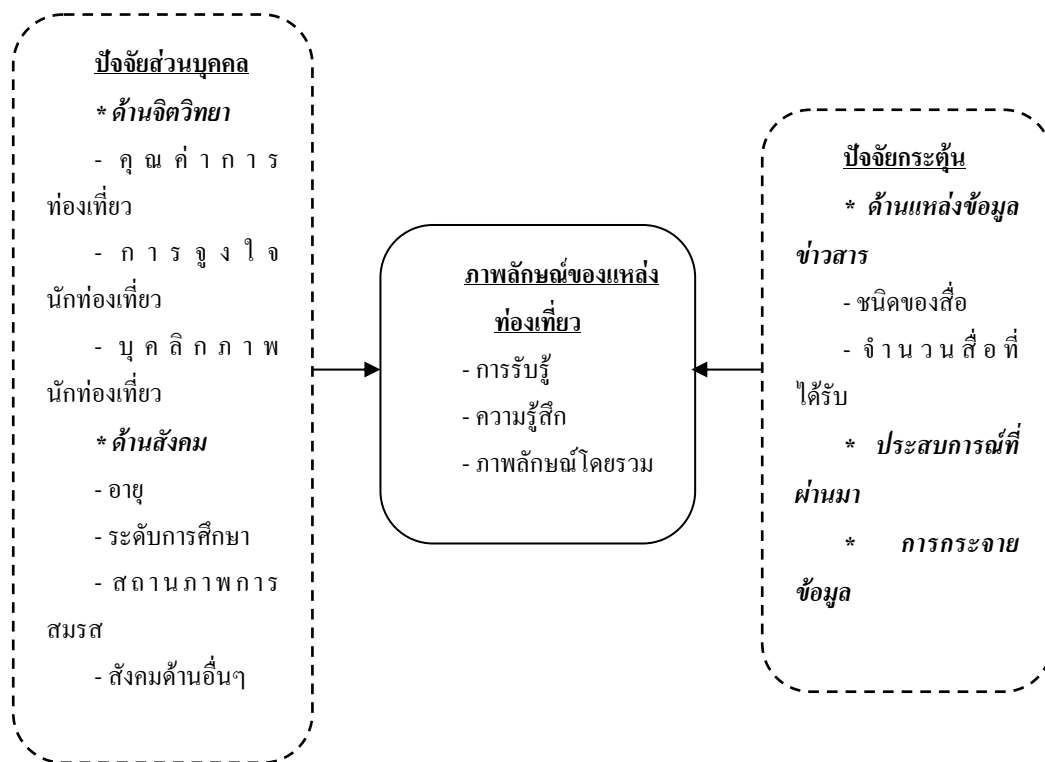 ปัจจัยส่วนบุคคล
* ด้านจิตวิทยา
- คุณค่าการ
ท่องเที่ยว
- การจูงใจ
นักท่องเที่ยว
- บุคลิกภาพ
นักท่องเที่ยว
* ด้านสังคม
- อายุ
- ระดับการศึกษา
- สถานภาพการ
สมรส
- สังคมด้านอื่นๆ
ภาพลักษณ์ของแหล่ง
ท่องเที่ยว
- การรับรู้
- ความรู้สึก
- ภาพลักษณ์โดยรวม
ปัจจัยกระตุ้น
* ด้านแหล่งข้อมูล
ข่าวสาร
- ชนิดของสื่อ
- จำนวนสื่อที่
ได้รับ
* ประสบการณ์ที่
ผ่านมา
* การกระจาย
ข้อมูล